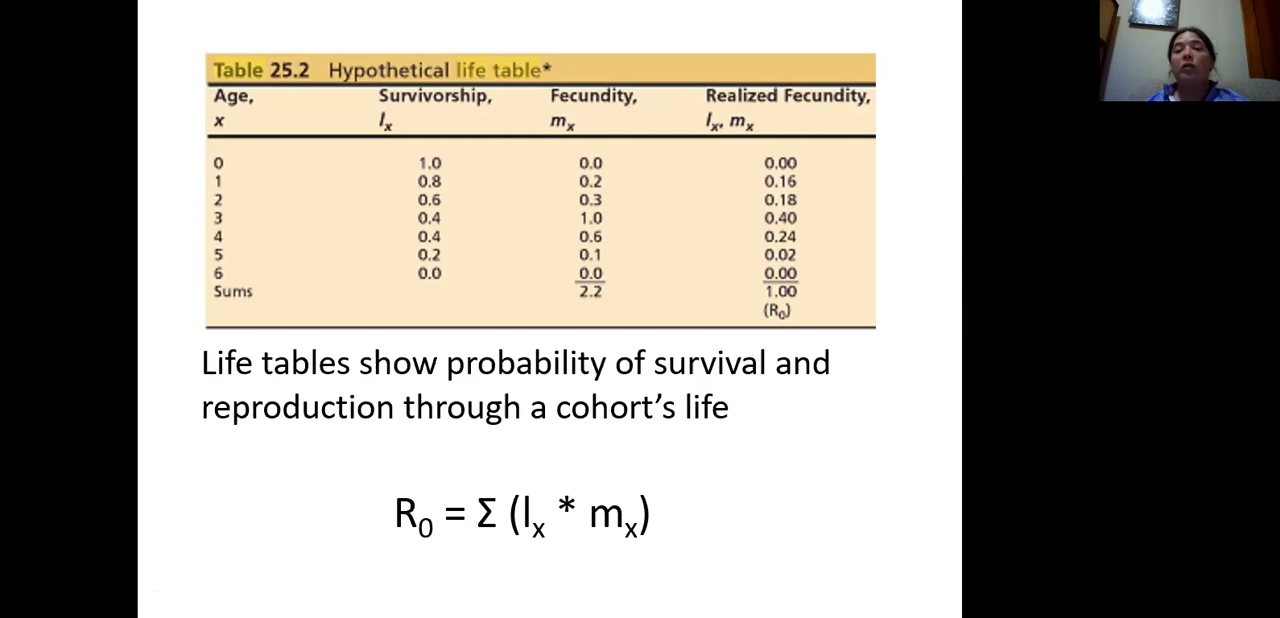 Table 25.2 Hypothetical life table*
Age, Survivorship, Fecundity, Realized Fecundity,
x lx mx lx, mx
0 1.0 0.0 0.00
1 0.8 0.2 0.16
2 0.6 0.3 0.18
3 0.4 1.0 0.40
4 0.4 0.6 0.24
5 0.2 0.1 0.02
6 0.0 0.0 0.00
Sums 2.2 1.00
(R0)
Life tables show probability of survival and
reproduction through a cohort’s life
R0 = Σ (lx * mx)